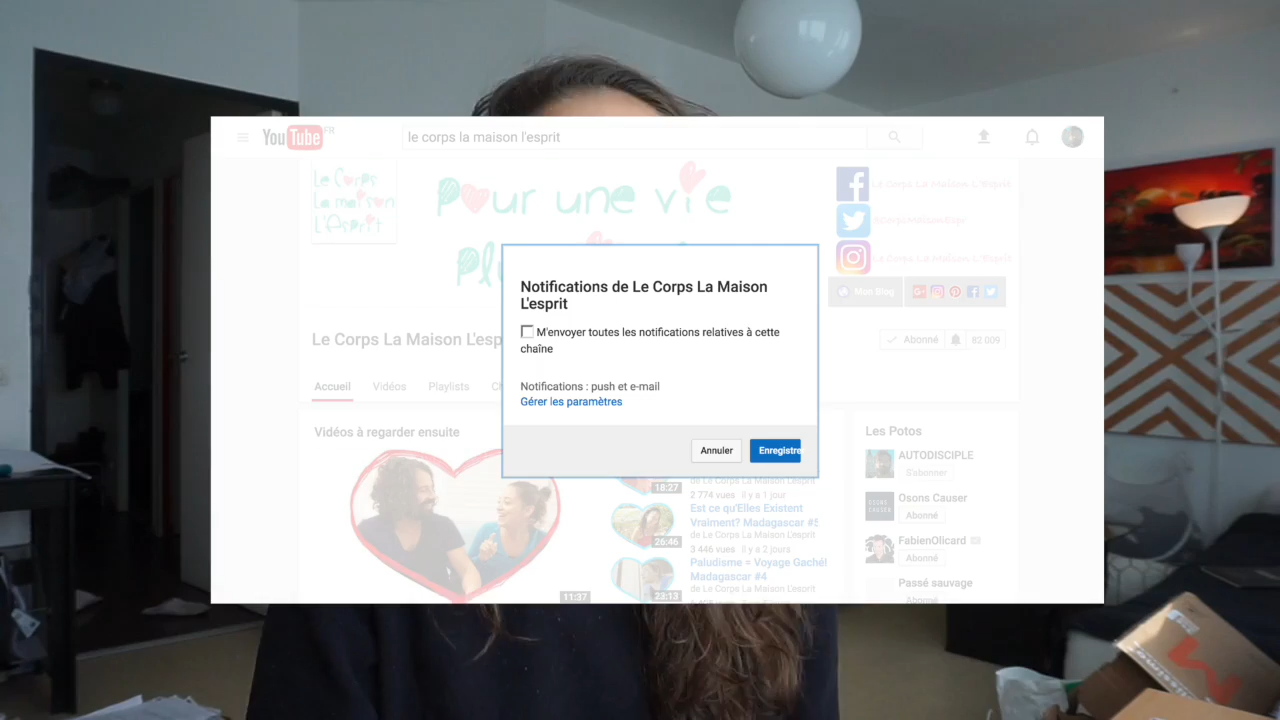 YouTube FR
le corps la maison l'esprit
Le Corps
La maison
L'Esprit
Pour une vie
Le Corps La Maison L'Esprit
@CorpsMaisonEspr
Le Corps La Maison L'Esprit
Mon Blog
Notifications de Le Corps La Maison
L'esprit
M'envoyer toutes les notifications relatives à cette
chaîne
Notifications : push et e-mail
Gérer les paramètres
Annuler
Enregistre
Le Corps La Maison L'esp
Abonné
82 009
Accueil
Vidéos
Playlists
Vidéos à regarder ensuite
11:37
18:27
de Le Corps La Maison L'esprit
2 774 vues il y a 1 jour
Est ce qu'Elles Existent
Vraiment? Madagascar #5
de Le Corps La Maison L'esprit
26:46
3 446 vues il y a 2 jours
Paludisme = Voyage Gaché!
Madagascar #4
de Le Corps La Maison L'esprit
23:13
Les Potos
AUTODISCIPLE
S'abonner
Osons Causer
Abonné
FabienOlicard
Abonné
Passé sauvage
Abonné